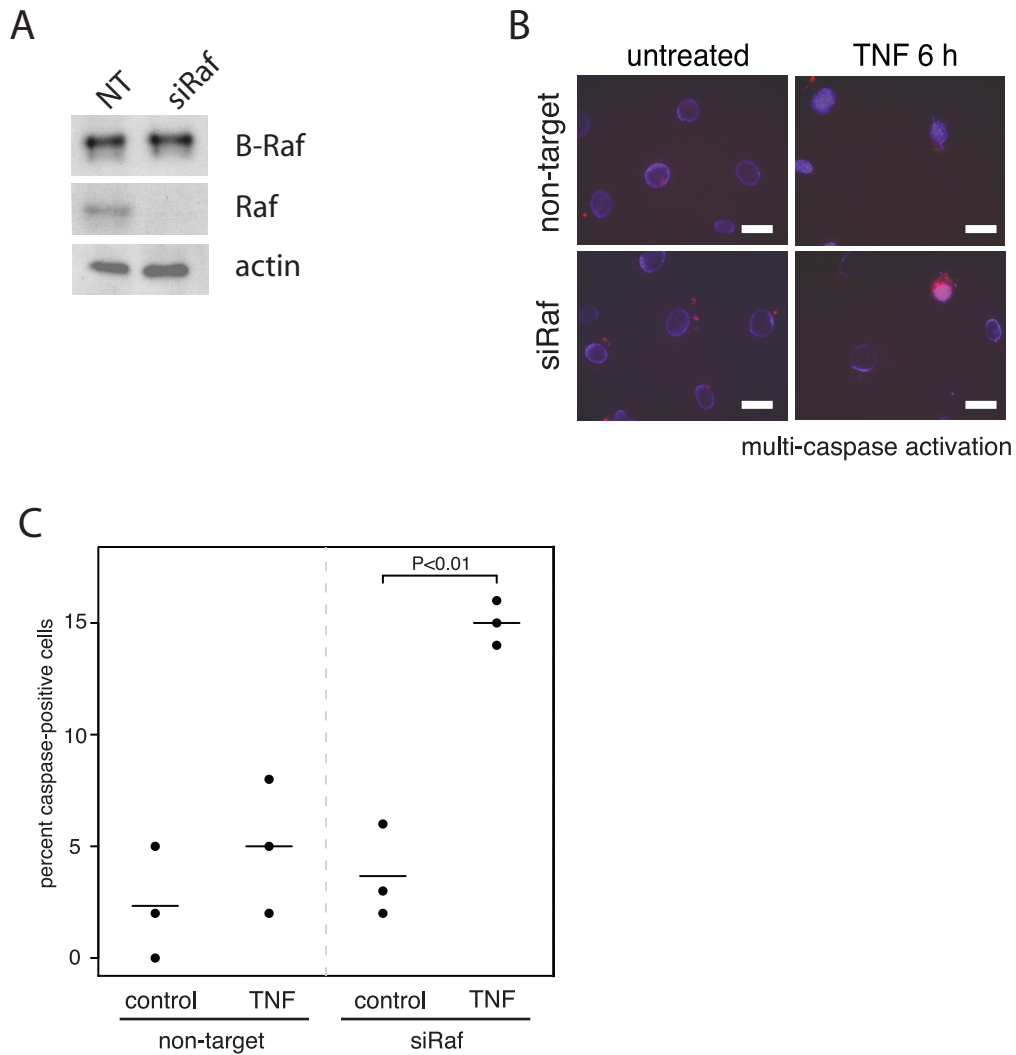 A
NT siRaf
B-Raf
Raf
actin
B
untreated TNF 6 h
non-target
siRaf
multi-caspase activation
C
percent caspase-positive cells
P<0.01
15
10
5
0
control TNF control TNF
non-target siRaf